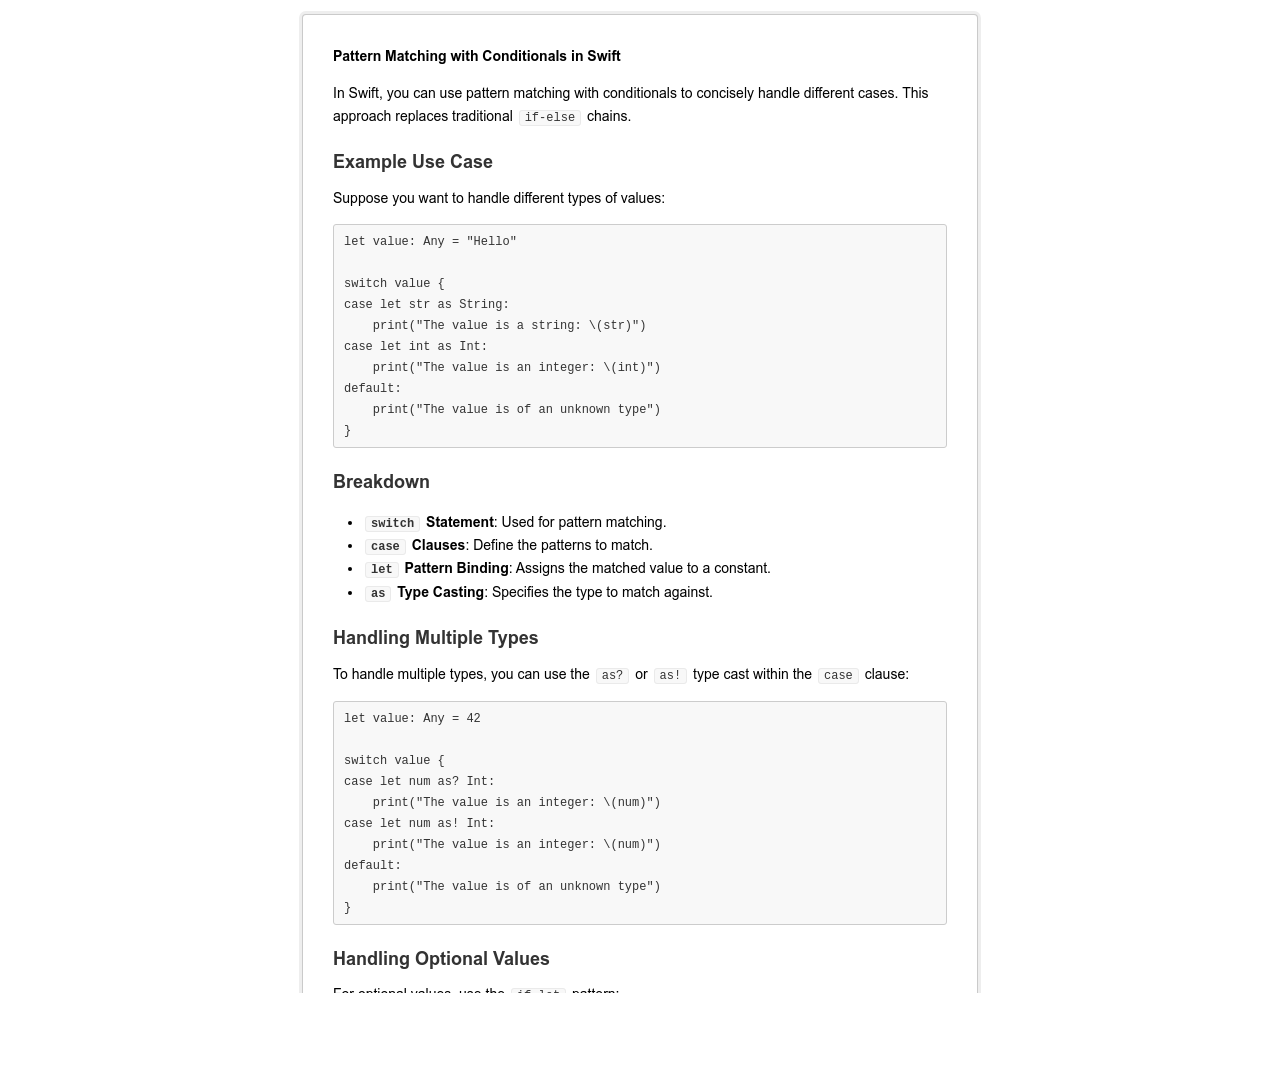 Pattern Matching with Conditionals in Swift
In Swift, you can use pattern matching with conditionals to concisely handle different cases. This
approach replaces traditional if-else chains.
Example Use Case
Suppose you want to handle different types of values:
let value: Any = "Hello"
switch value {
case let str as String:
    print("The value is a string: \(str)")
case let int as Int:
    print("The value is an integer: \(int)")
default:
    print("The value is of an unknown type")
}
Breakdown
• switch Statement: Used for pattern matching.
• case Clauses: Define the patterns to match.
• let Pattern Binding: Assigns the matched value to a constant.
• as Type Casting: Specifies the type to match against.
Handling Multiple Types
To handle multiple types, you can use the as? or as! type cast within the case clause:
let value: Any = 42
switch value {
case let num as? Int:
    print("The value is an integer: \(num)")
case let num as! Int:
    print("The value is an integer: \(num)")
default:
    print("The value is of an unknown type")
}
Handling Optional Values
For optional values, use the if let pattern: